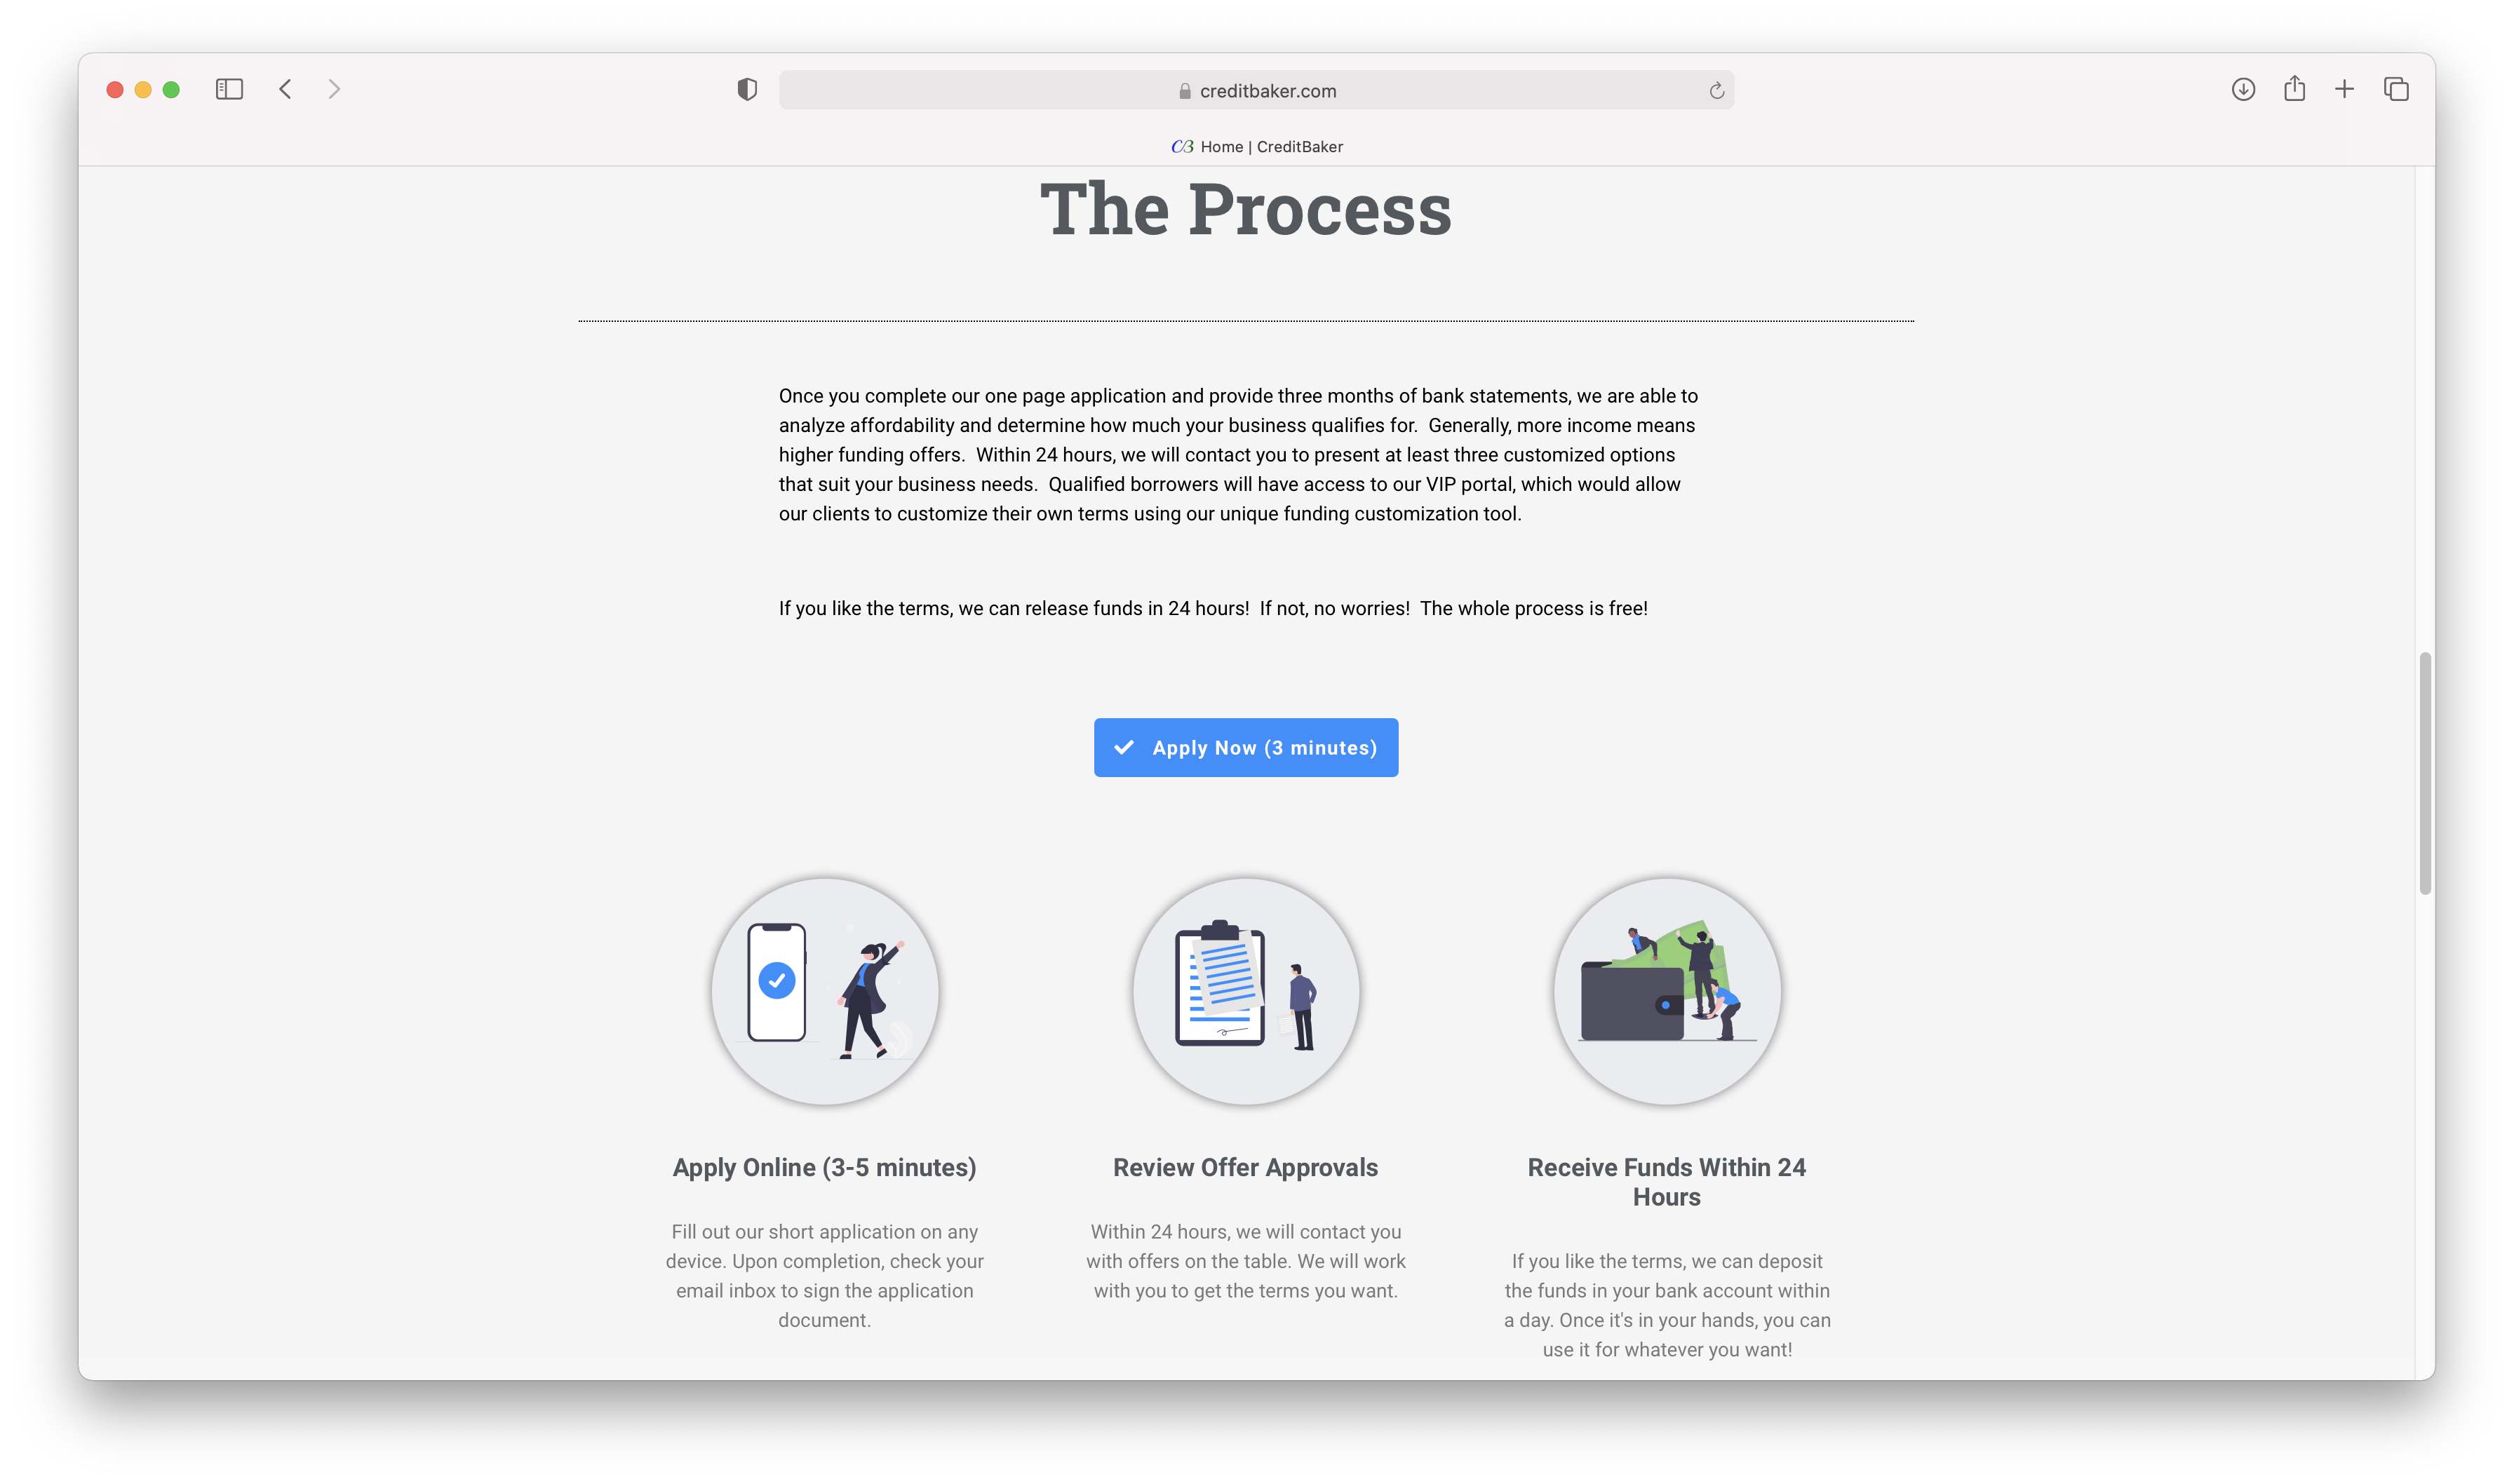 creditbaker.com
CB Home | CreditBaker
The Process
Once you complete our one page application and provide three months of bank statements, we are able to
analyze affordability and determine how much your business qualifies for.  Generally, more income means
higher funding offers.  Within 24 hours, we will contact you to present at least three customized options
that suit your business needs.  Qualified borrowers will have access to our VIP portal, which would allow
our clients to customize their own terms using our unique funding customization tool.
If you like the terms, we can release funds in 24 hours!  If not, no worries!  The whole process is free!
Apply Now (3 minutes)
Apply Online (3-5 minutes)
Fill out our short application on any
device. Upon completion, check your
email inbox to sign the application
document.
Review Offer Approvals
Within 24 hours, we will contact you
with offers on the table. We will work
with you to get the terms you want.
Receive Funds Within 24
Hours
If you like the terms, we can deposit
the funds in your bank account within
a day. Once it's in your hands, you can
use it for whatever you want!